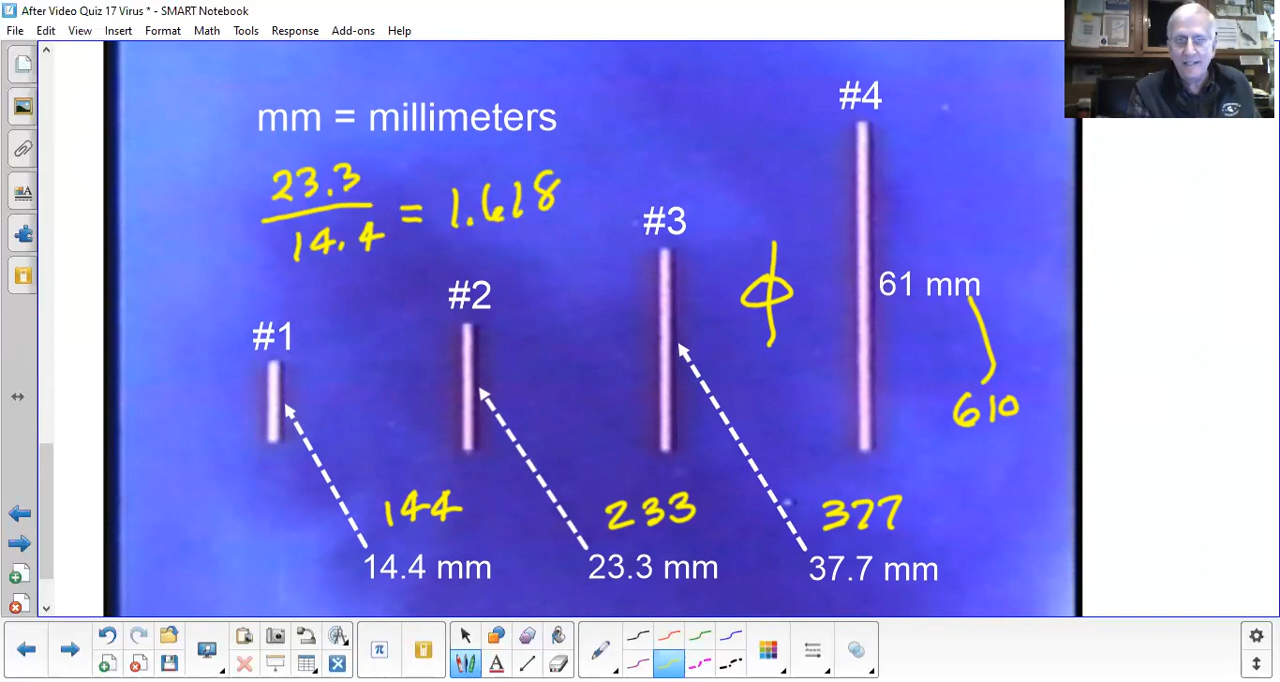 After Video Quiz 17 Virus * - SMART Notebook
File Edit View Insert Format Math Tools Response Add-ons Help
#4
mm = millimeters
23.3
14.4
= 1.618
#3
#2
ϕ
61 mm
#1
610
144
233
377
14.4 mm
23.3 mm
37.7 mm